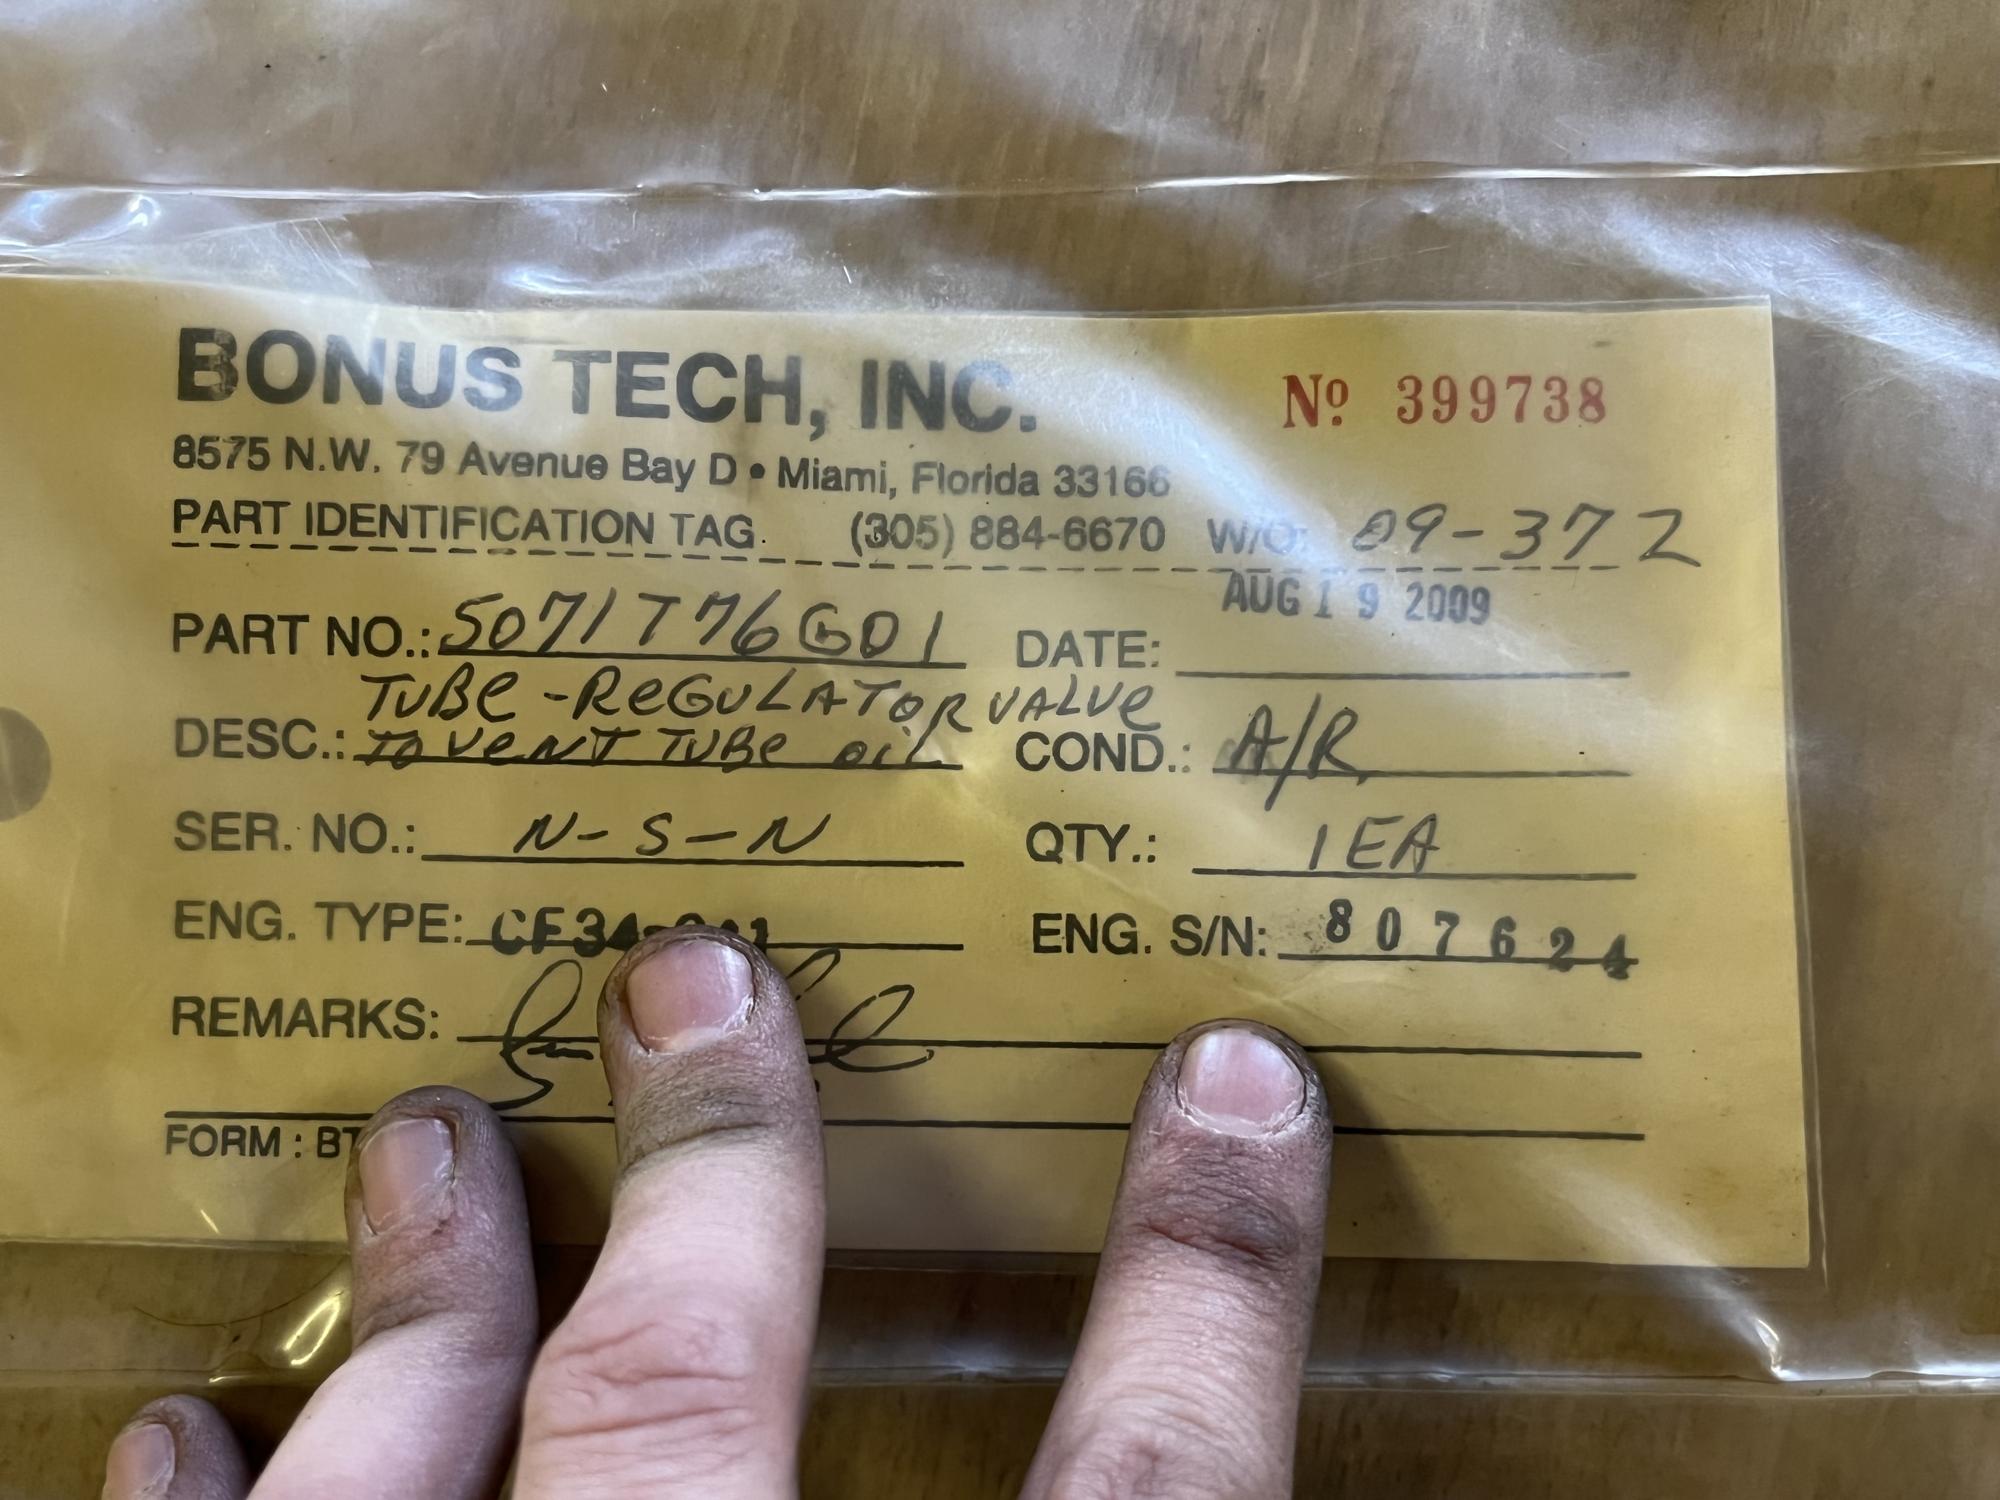 BONUS TECH, INC.
Nº 399738
8575 N.W. 79 Avenue Bay D • Miami, Florida 33166
PART IDENTIFICATION TAG. (305) 884-6670 W/O: 09-372
AUG 19 2009
PART NO.: 5071T76G01 DATE:
TUBE-REGULATOR VALVE
DESC.: TO VENT TUBE OIL COND.: A/R
SER. NO.: N-S-N QTY.: 1EA
ENG. TYPE: ENG. S/N: 807624
REMARKS:
FORM :